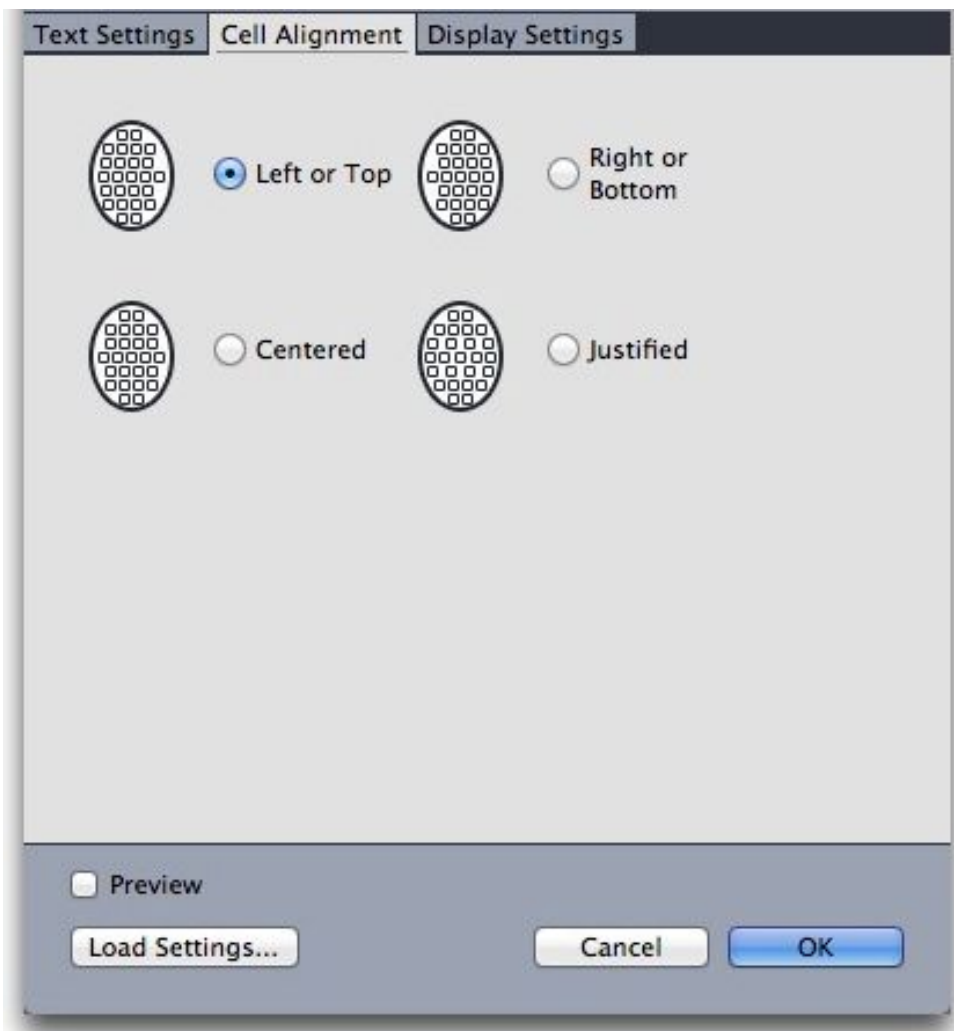 Text Settings
Cell Alignment
Display Settings
Left or Top
Right or
Bottom
Centered
Justified
Preview
Load Settings...
Cancel
OK